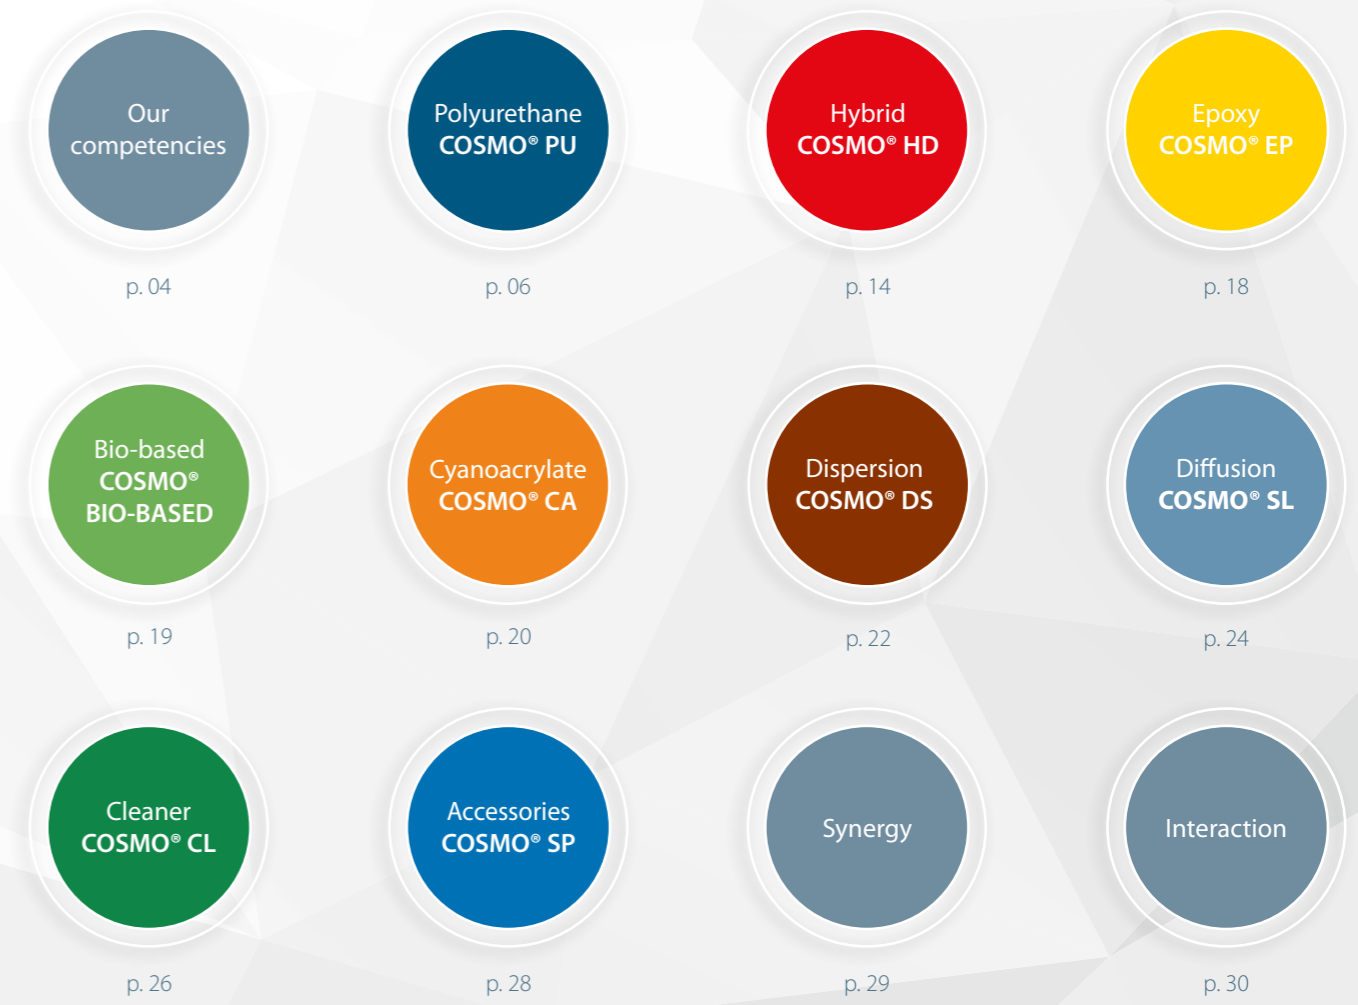 Our
competencies
p. 04
Polyurethane
COSMO® PU
p. 06
Hybrid
COSMO® HD
p. 14
Epoxy
COSMO® EP
p. 18
Bio-based
COSMO®
BIO-BASED
p. 19
Cyanoacrylate
COSMO® CA
p. 20
Dispersion
COSMO® DS
p. 22
Diffusion
COSMO® SL
p. 24
Cleaner
COSMO® CL
p. 26
Accessories
COSMO® SP
p. 28
Synergy
p. 29
Interaction
p. 30